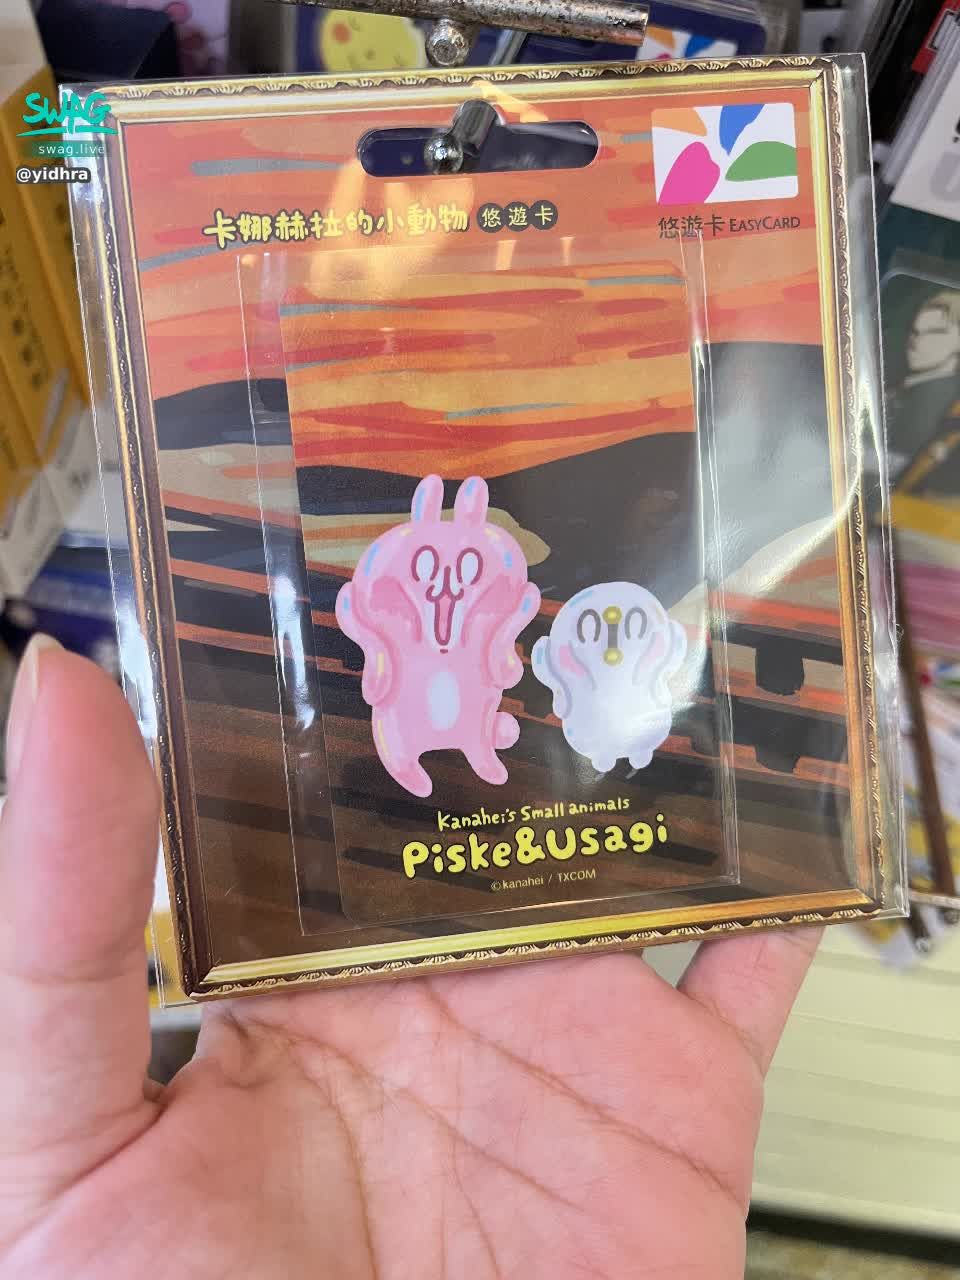 SWAG
swag.live
@yidhra
卡娜赫拉的小動物 悠遊卡
悠遊卡 EASYCARD
Kanahei's Small animals
Piske&Usagi
©kanahei / TXCOM